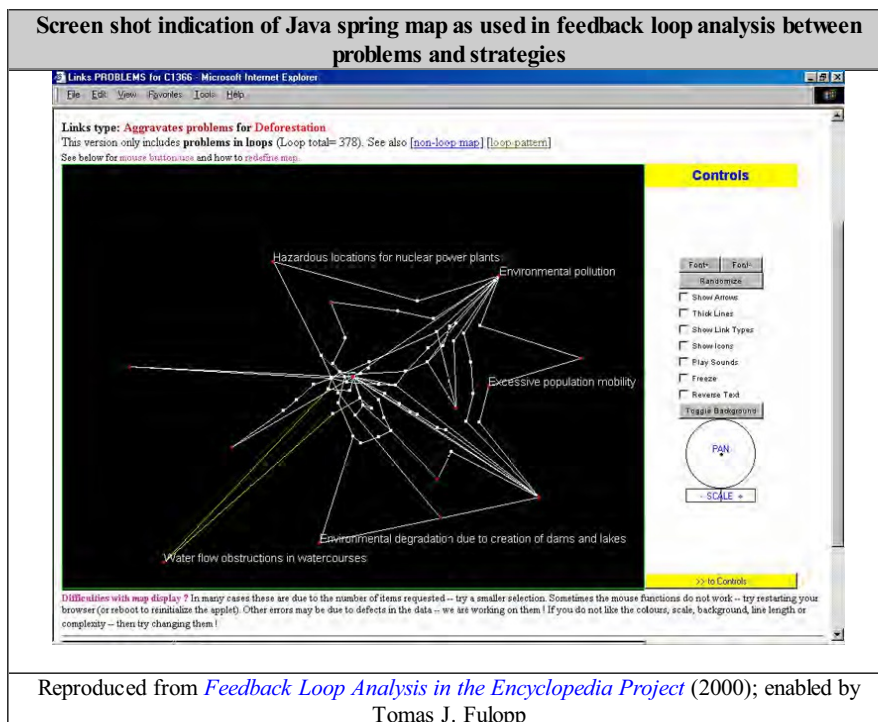 Screen shot indication of Java spring map as used in feedback loop analysis between
problems and strategies
Links PROBLEMS for C1366 - Microsoft Internet Explorer
File Edit View Favorites Tools Help
Links type: Aggravates problems for Deforestation
This version only includes problems in loops (Loop total= 378). See also [non-loop map] [loop-pattern]
See below for mouse button use and how to redefine map.
Controls
Hazardous locations for nuclear power plants
Environmental pollution
Font- Font-
Randomize
Show Arrows
Thick Lines
Show Link Types
Show Icons
Play Sounds
Excessive population mobility
Freeze
Reverse Text
Toggle Background
PAN
- SCALE +
Environmental degradation due to creation of dams and lakes
Water flow obstructions in watercourses
>> to Controls
Difficulties with map display ? In many cases these are due to the number of items requested -- try a smaller selection. Sometimes the mouse functions do not work -- try restarting your
browser (or reboot to reinitialize the applet). Other errors may be due to defects in the data -- we are working on them ! If you do not like the colours, scale, background, line length or
complexity -- then try changing them !
Reproduced from Feedback Loop Analysis in the Encyclopedia Project (2000); enabled by
Tomas J. Fulopp